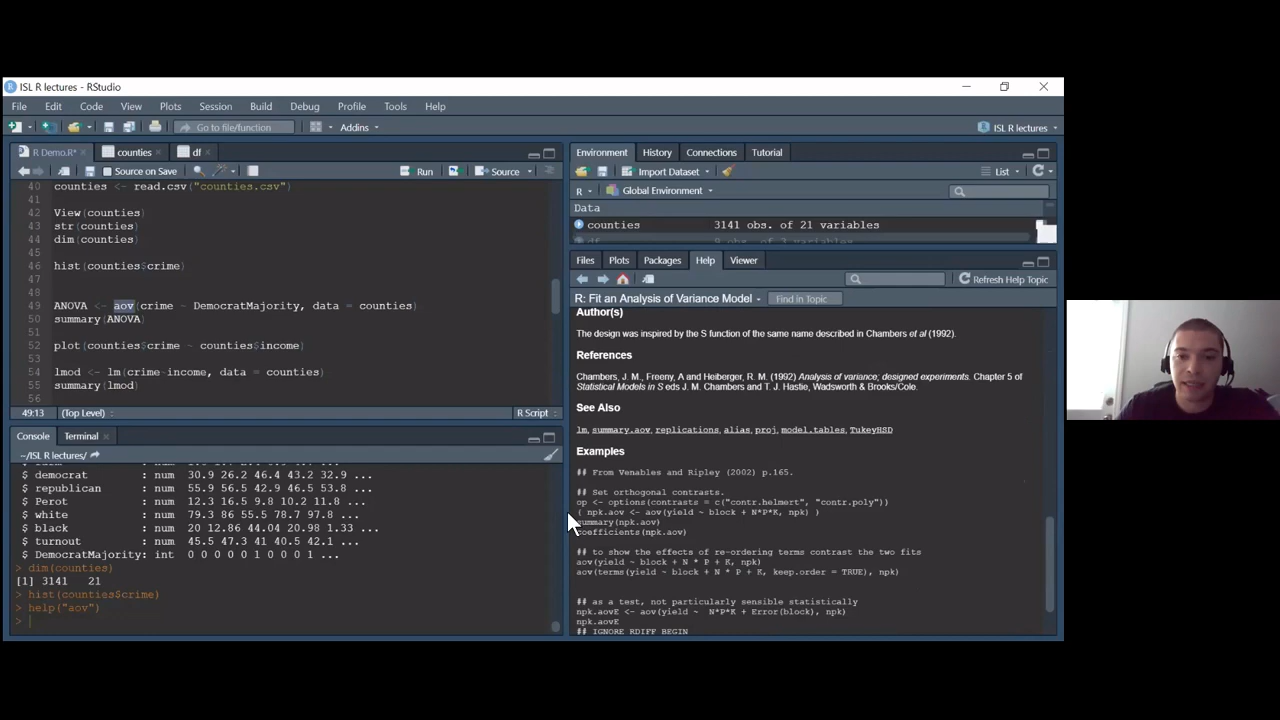 ISL R lectures - RStudio
File Edit Code View Plots Session Build Debug Profile Tools Help
Go to file/function Addins ISL R lectures
R Demo.R* counties df
Source on Save Run Source
40 counties <- read.csv("counties.csv")
41
42 View(counties)
43 str(counties)
44 dim(counties)
45
46 hist(counties$crime)
47
48
49 ANOVA <- aov(crime ~ DemocratMajority, data = counties)
50 summary(ANOVA)
51
52 plot(counties$crime ~ counties$income)
53
54 lmod <- lm(crime~income, data = counties)
55 summary(lmod)
56
49:13 (Top Level) R Script
Console Terminal
~/ISL R lectures/
$ democrat : num 30.9 26.2 46.4 43.2 32.9 ...
$ republican : num 55.9 56.5 42.9 46.5 53.8 ...
$ Perot : num 12.3 16.5 9.8 10.2 11.8 ...
$ white : num 79.3 86 55.5 78.7 97.8 ...
$ black : num 20 12.86 44.04 20.98 1.33 ...
$ turnout : num 45.5 47.3 41 40.5 42.1 ...
$ DemocratMajority: int 0 0 0 0 0 1 0 0 0 1 ...
> dim(counties)
[1] 3141 21
> hist(counties$crime)
> help("aov")
>
Environment History Connections Tutorial
Import Dataset List
R Global Environment
Data
counties 3141 obs. of 21 variables
df 9 obs. of 3 variables
Files Plots Packages Help Viewer
Refresh Help Topic
R: Fit an Analysis of Variance Model Find in Topic
Author(s)
The design was inspired by the S function of the same name described in Chambers et al (1992).
References
Chambers, J. M., Freeny, A and Heiberger, R. M. (1992) Analysis of variance; designed experiments. Chapter 5 of
Statistical Models in S eds J. M. Chambers and T. J. Hastie, Wadsworth & Brooks/Cole.
See Also
lm, summary.aov, replications, alias, proj, model.tables, TukeyHSD
Examples
## From Venables and Ripley (2002) p.165.
## Set orthogonal contrasts.
op <- options(contrasts = c("contr.helmert", "contr.poly"))
( npk.aov <- aov(yield ~ block + N*P*K, npk) )
summary(npk.aov)
coefficients(npk.aov)
## to show the effects of re-ordering terms contrast the two fits
aov(yield ~ block + N * P + K, npk)
aov(terms(yield ~ block + N * P + K, keep.order = TRUE), npk)
## as a test, not particularly sensible statistically
npk.aovE <- aov(yield ~ N*P*K + Error(block), npk)
npk.aovE
## IGNORE RDIFF BEGIN